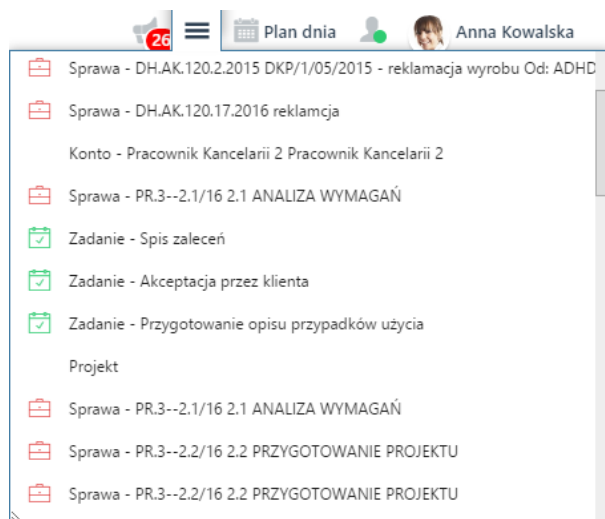 26
Plan dnia
Anna Kowalska
Sprawa - DH.AK.120.2.2015 DKP/1/05/2015 - reklamacja wyrobu Od: ADHD
Sprawa - DH.AK.120.17.2016 reklamcja
Konto - Pracownik Kancelarii 2 Pracownik Kancelarii 2
Sprawa - PR.3--2.1/16 2.1 ANALIZA WYMAGAŃ
Zadanie - Spis zaleceń
Zadanie - Akceptacja przez klienta
Zadanie - Przygotowanie opisu przypadków użycia
Projekt
Sprawa - PR.3--2.1/16 2.1 ANALIZA WYMAGAŃ
Sprawa - PR.3--2.2/16 2.2 PRZYGOTOWANIE PROJEKTU
Sprawa - PR.3--2.2/16 2.2 PRZYGOTOWANIE PROJEKTU